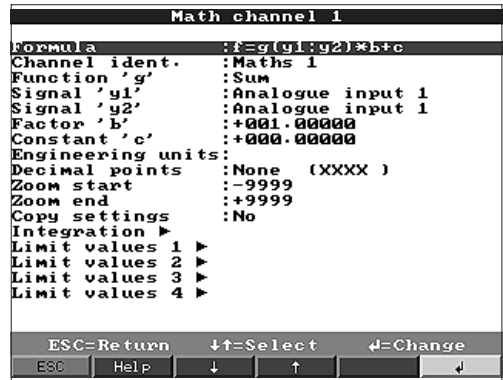 Math channel 1
Formula :f=g(y1;y2)*b+c
Channel ident. :Maths 1
Function 'g' :Sum
Signal 'y1' :Analogue input 1
Signal 'y2' :Analogue input 1
Factor 'b' :+001.00000
Constant 'c' :+000.00000
Engineering units:
Decimal points :None (XXXX )
Zoom start :-9999
Zoom end :+9999
Copy settings :No
Integration ►
Limit values 1 ►
Limit values 2 ►
Limit values 3 ►
Limit values 4 ►
ESC=Return ↓↑=Select ↲=Change
ESC Help ↓ ↑ ↲